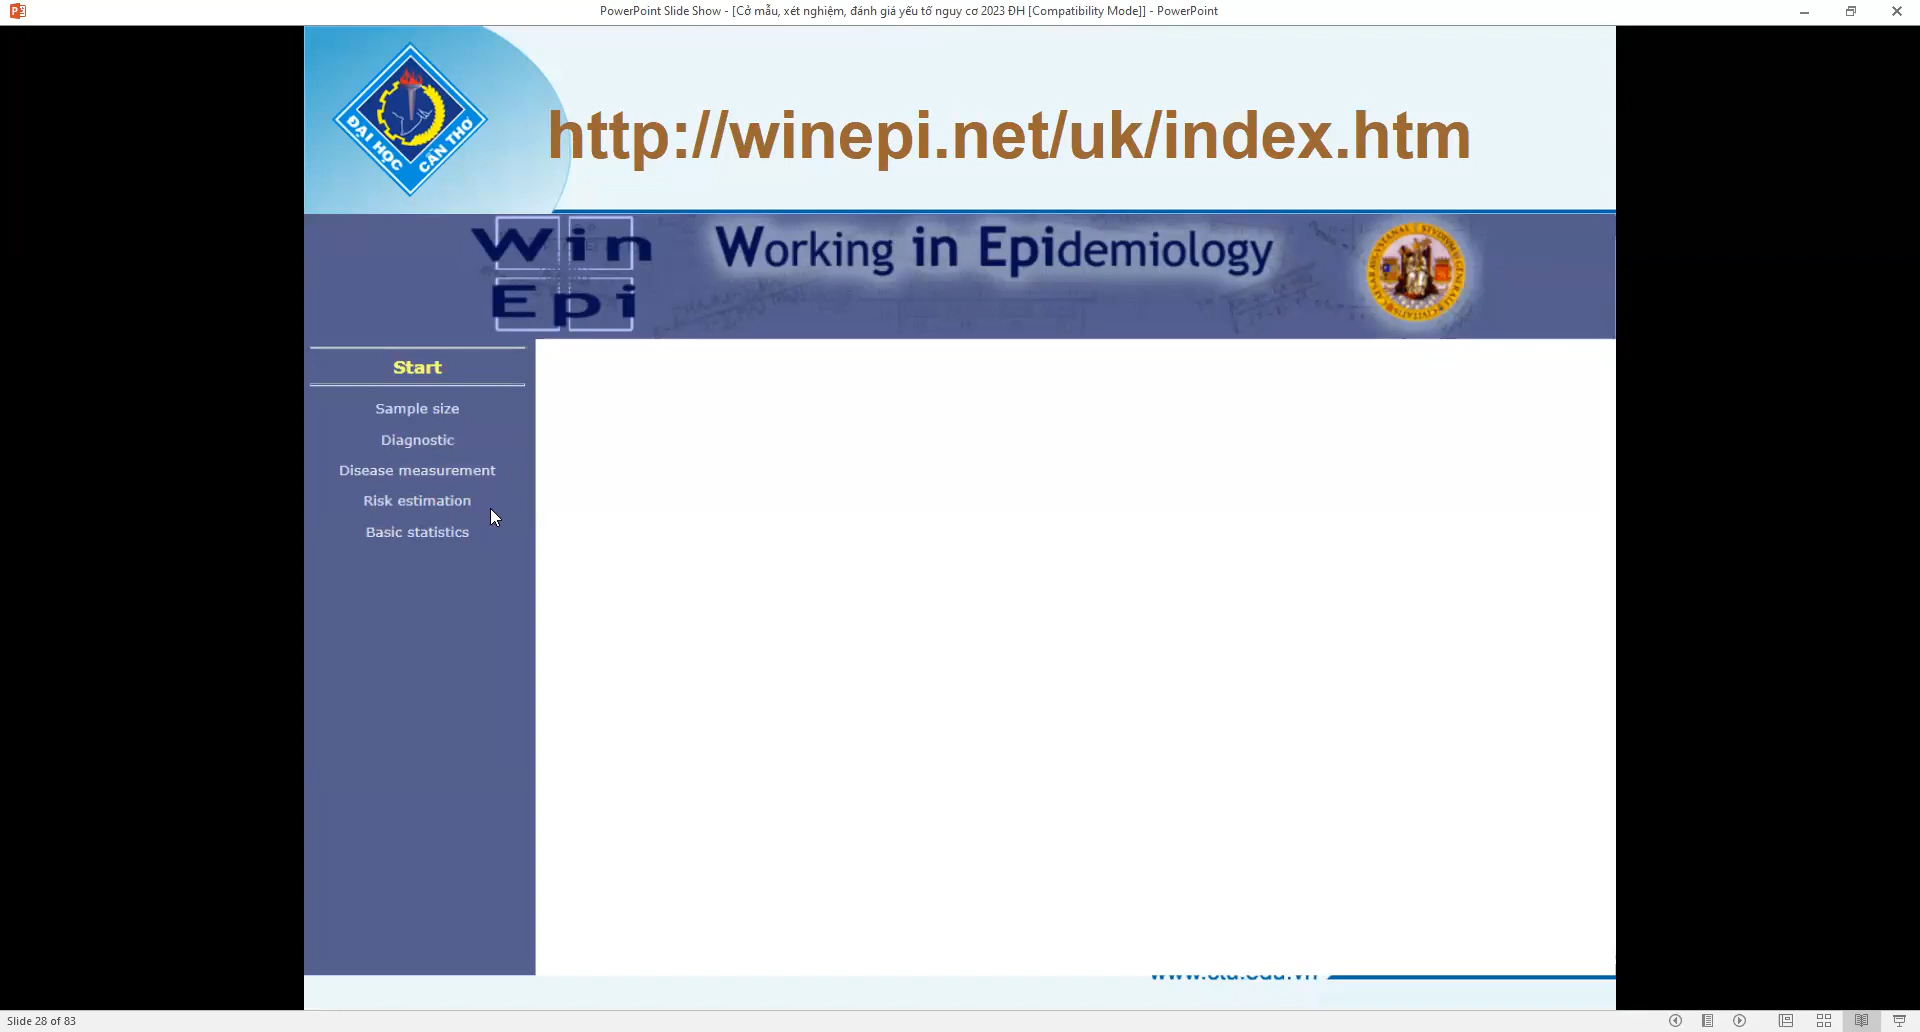 PowerPoint Slide Show - [Cở mẫu, xét nghiệm, đánh giá yếu tố nguy cơ 2023 ĐH [Compatibility Mode]] - PowerPoint
ĐẠI HỌC CẦN THƠ
http://winepi.net/uk/index.htm
Win
Epi
Working in Epidemiology
Start
Sample size
Diagnostic
Disease measurement
Risk estimation
Basic statistics
Slide 28 of 83